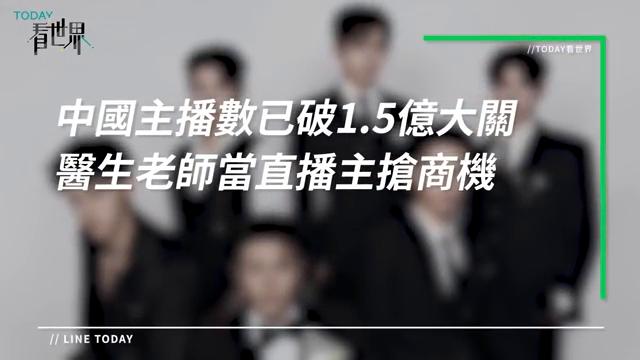 TODAY
看世界
//TODAY看世界
中國主播數已破1.5億大關
醫生老師當直播主搶商機
// LINE TODAY